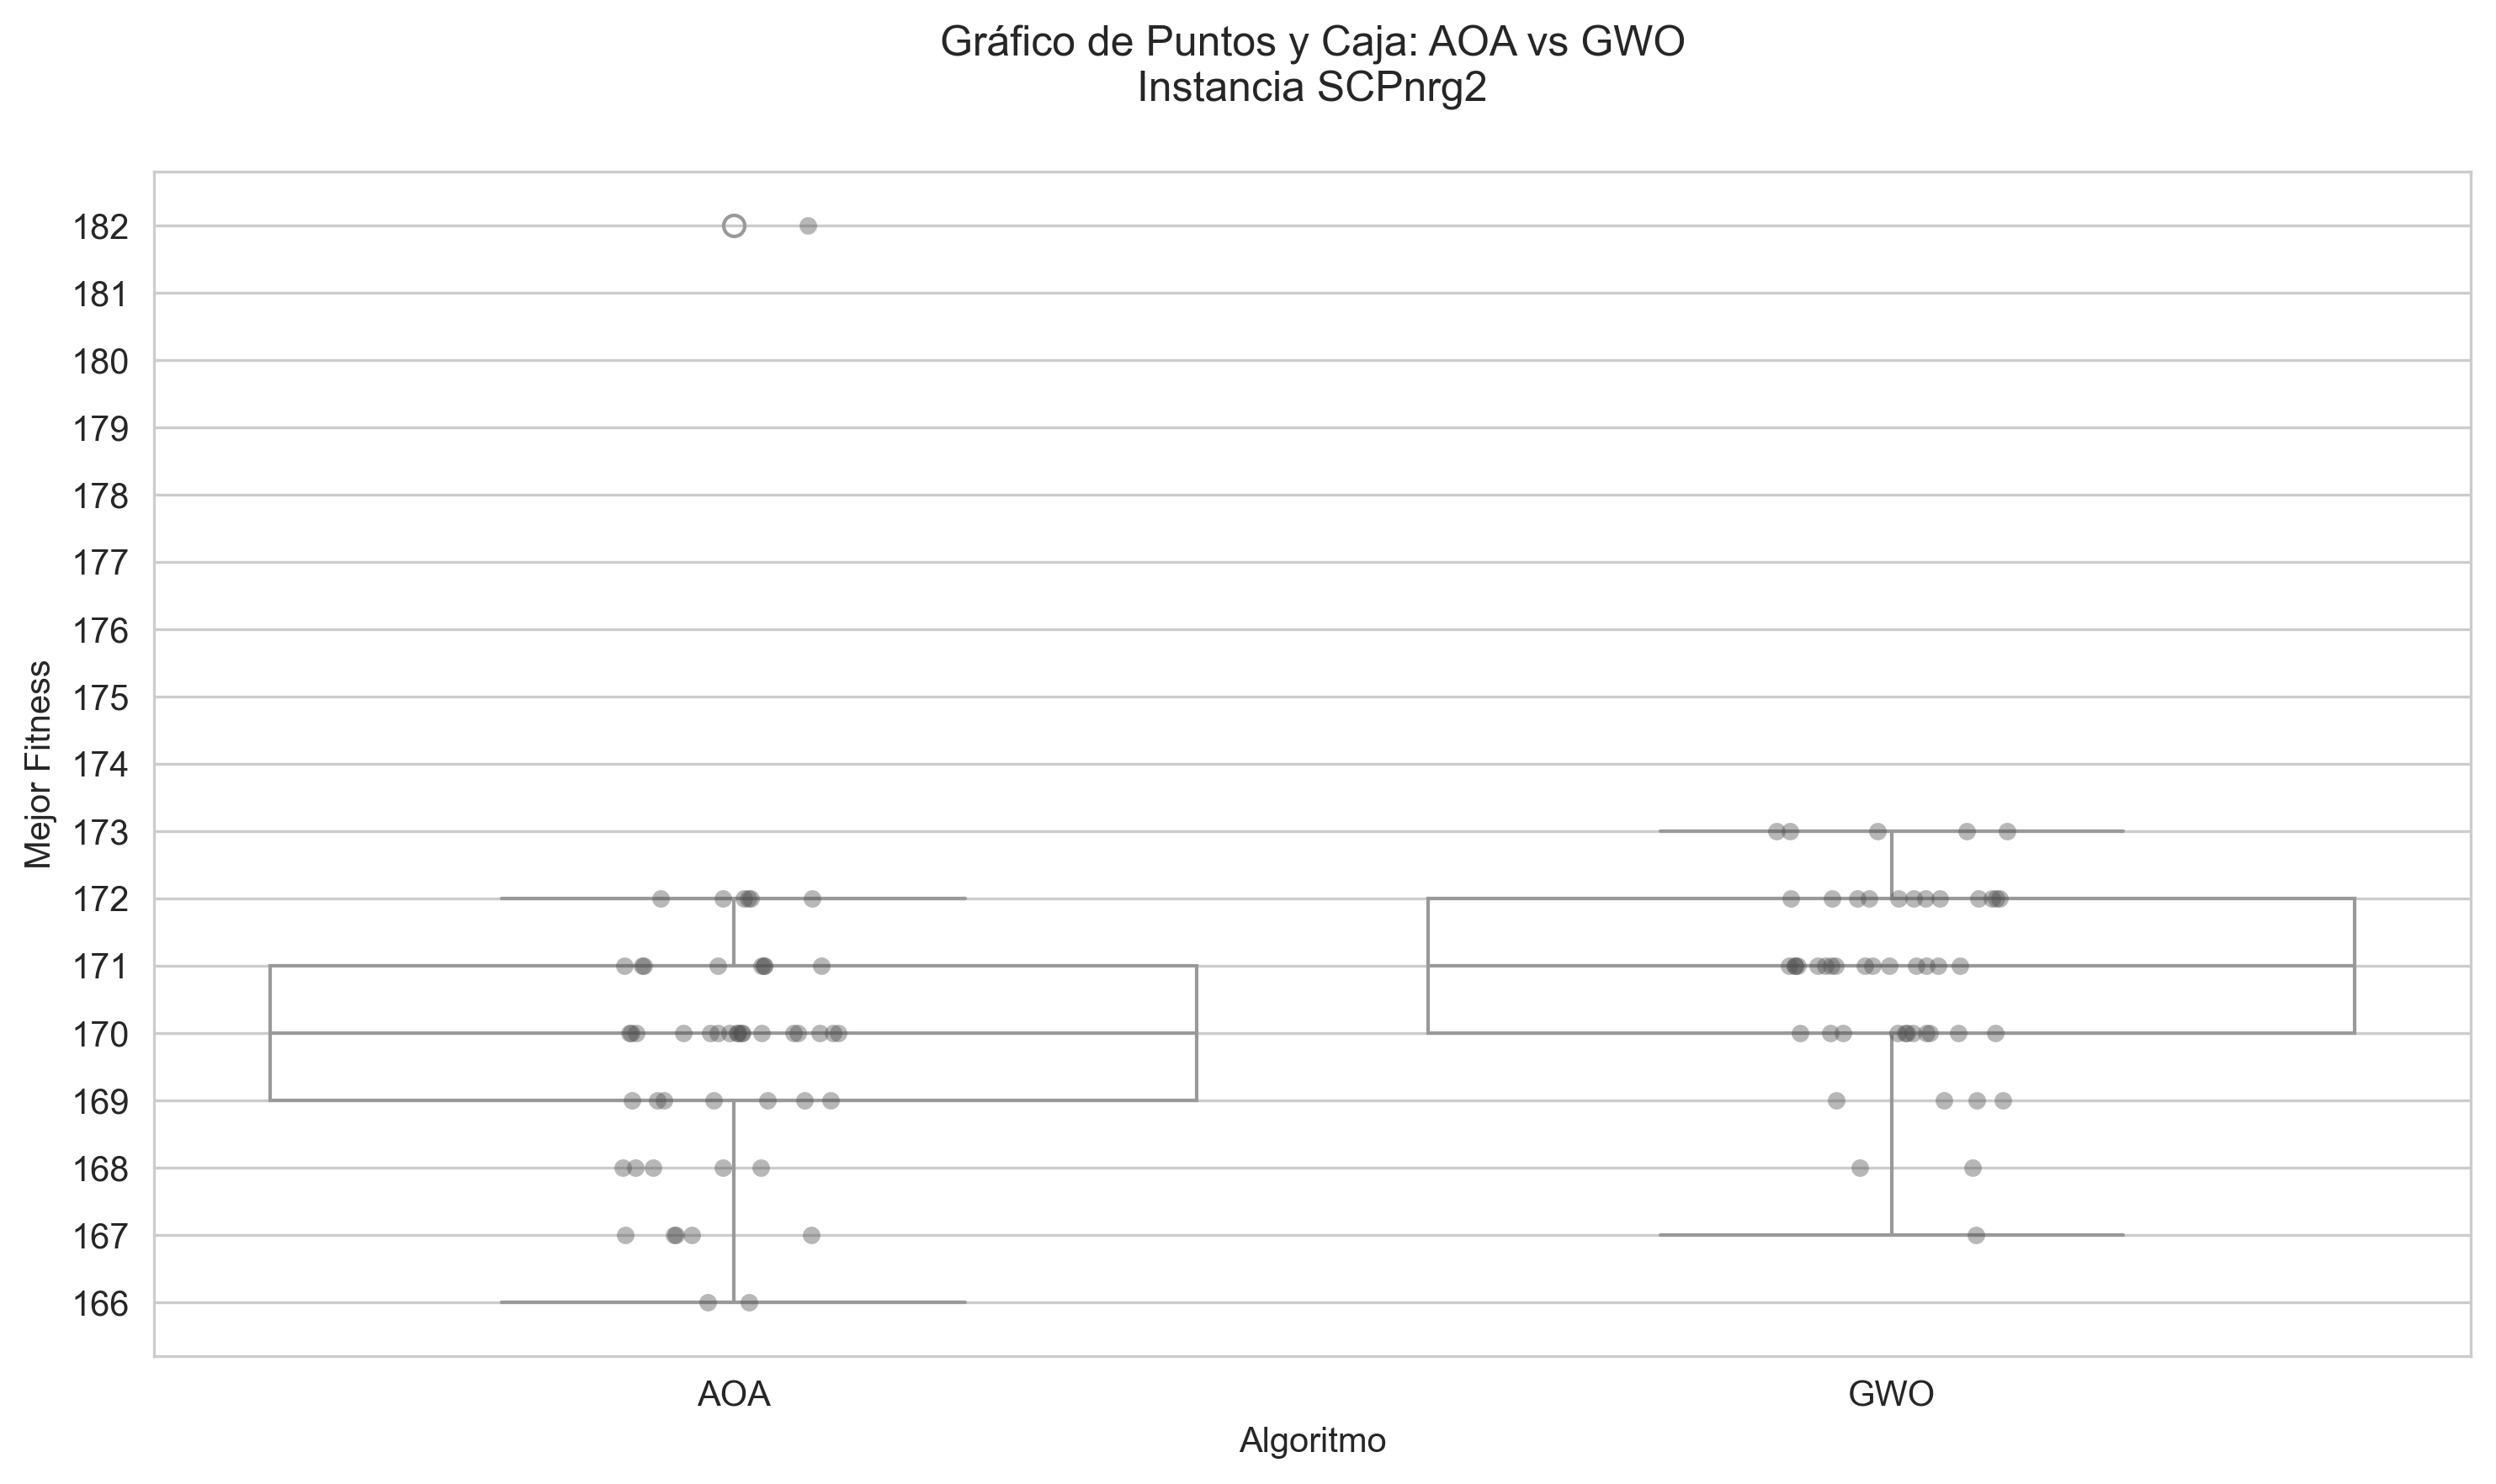 Gráfico de Puntos y Caja: AOA vs GWO
Instancia SCPnrg2
182
181
180
179
178
177
176
175
174
173
172
171
170
169
168
167
166
Mejor Fitness
AOA
GWO
Algoritmo